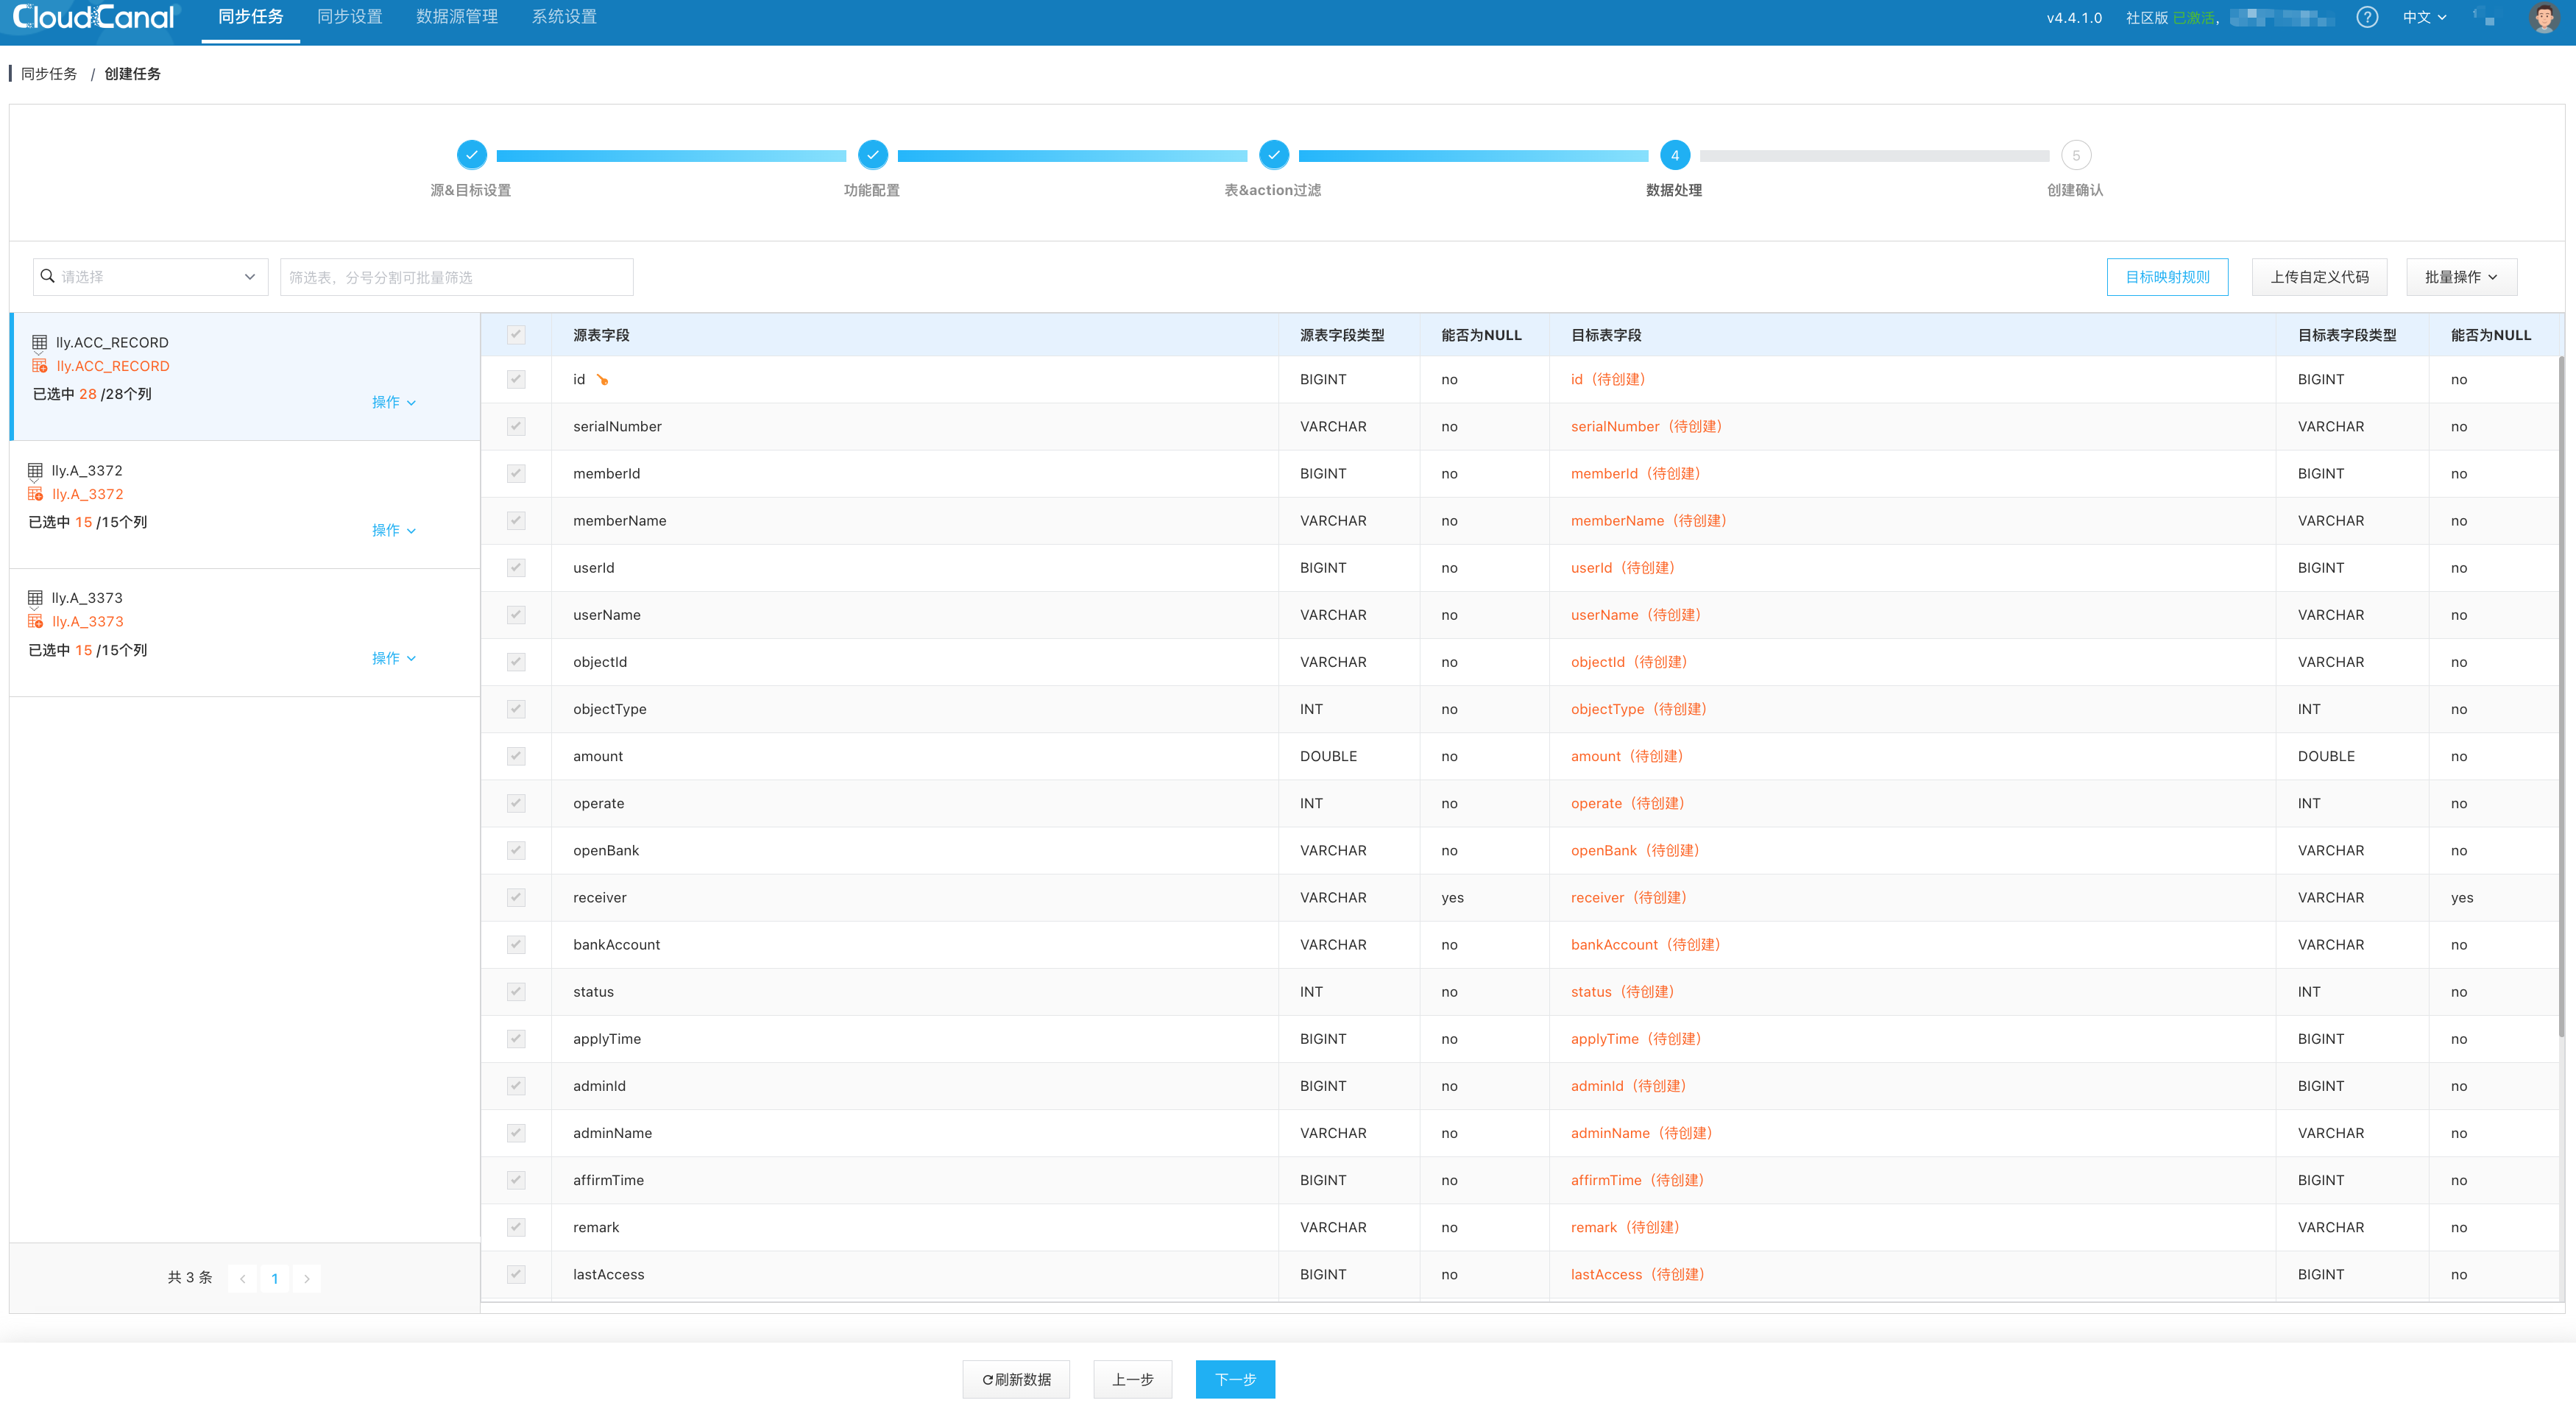 CloudCanal 同步任务 同步设置 数据源管理 系统设置 v4.4.1.0 社区版 已激活, ? 中文
同步任务 / 创建任务
4 5
源&目标设置 功能配置 表&action过滤 数据处理 创建确认
请选择 筛选表，分号分割可批量筛选 目标映射规则 上传自定义代码 批量操作
lly.ACC_RECORD
lly.ACC_RECORD
已选中 28 /28个列
操作
lly.A_3372
lly.A_3372
已选中 15 /15个列
操作
lly.A_3373
lly.A_3373
已选中 15 /15个列
操作
共 3 条 < 1 >
源表字段 源表字段类型 能否为NULL 目标表字段 目标表字段类型 能否为NULL
id BIGINT no id（待创建） BIGINT no
serialNumber VARCHAR no serialNumber（待创建） VARCHAR no
memberId BIGINT no memberId（待创建） BIGINT no
memberName VARCHAR no memberName（待创建） VARCHAR no
userId BIGINT no userId（待创建） BIGINT no
userName VARCHAR no userName（待创建） VARCHAR no
objectId VARCHAR no objectId（待创建） VARCHAR no
objectType INT no objectType（待创建） INT no
amount DOUBLE no amount（待创建） DOUBLE no
operate INT no operate（待创建） INT no
openBank VARCHAR no openBank（待创建） VARCHAR no
receiver VARCHAR yes receiver（待创建） VARCHAR yes
bankAccount VARCHAR no bankAccount（待创建） VARCHAR no
status INT no status（待创建） INT no
applyTime BIGINT no applyTime（待创建） BIGINT no
adminId BIGINT no adminId（待创建） BIGINT no
adminName VARCHAR no adminName（待创建） VARCHAR no
affirmTime BIGINT no affirmTime（待创建） BIGINT no
remark VARCHAR no remark（待创建） VARCHAR no
lastAccess BIGINT no lastAccess（待创建） BIGINT no
刷新数据 上一步 下一步